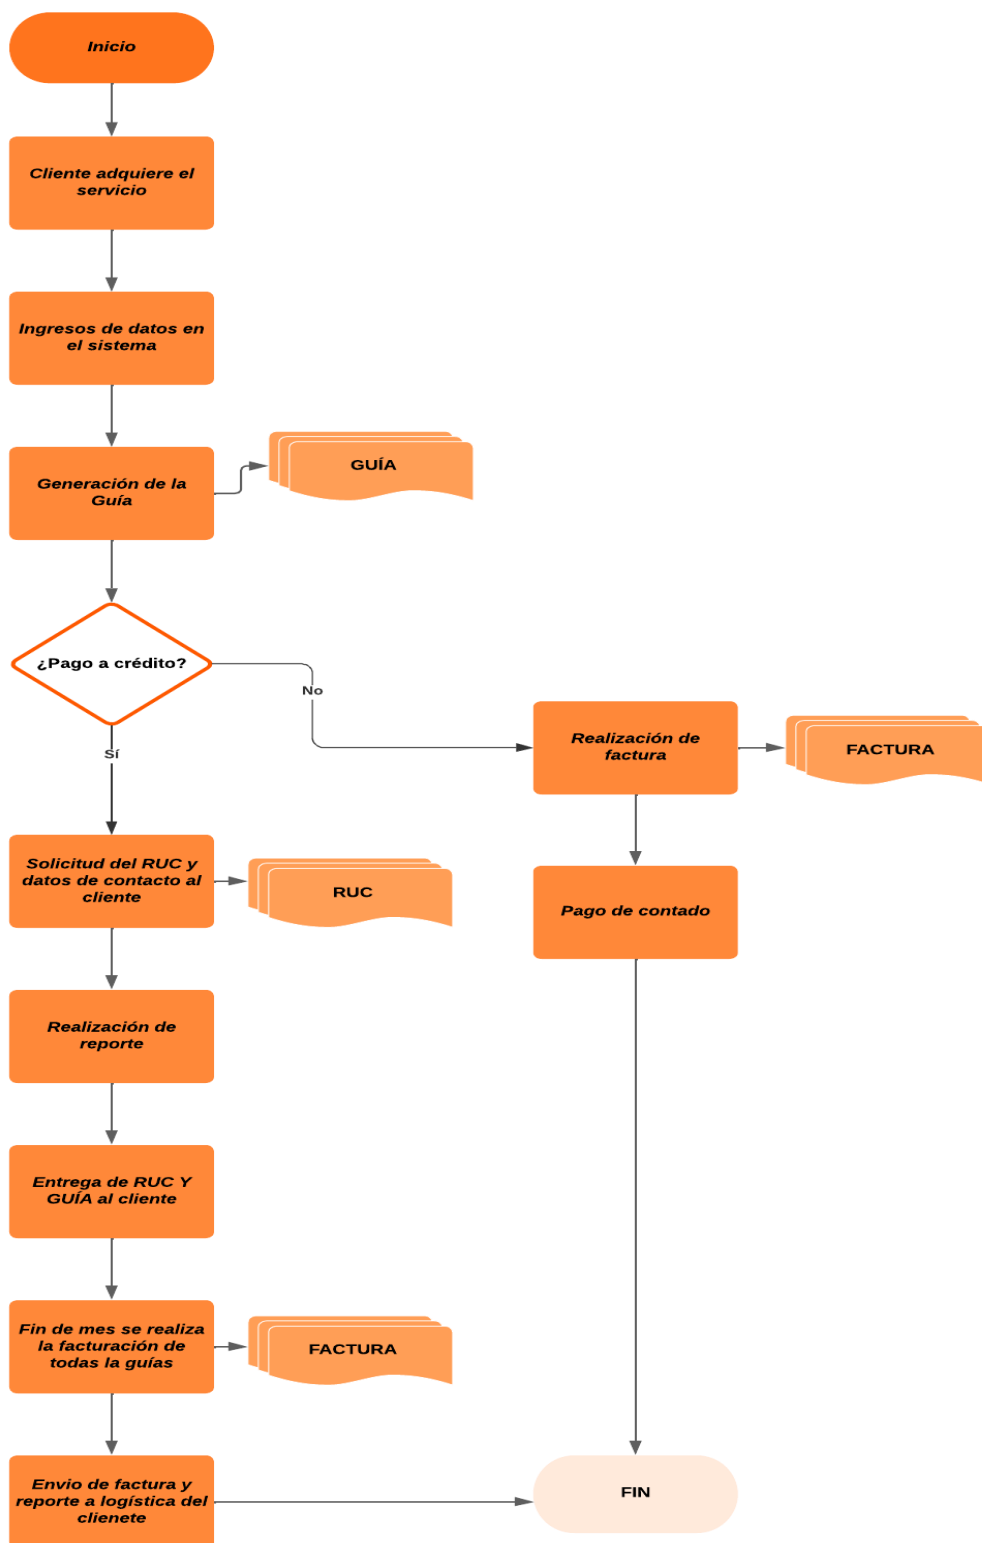 Inicio
Cliente adquiere el
servicio
Ingresos de datos en
el sistema
Generación de la
Guía
GUÍA
¿Pago a crédito?
No
Sí
Realización de
factura
FACTURA
Pago de contado
Solicitud del RUC y
datos de contacto al
cliente
RUC
Realización de
reporte
Entrega de RUC Y
GUÍA al cliente
Fin de mes se realiza
la facturación de
todas la guías
FACTURA
Envio de factura y
reporte a logística del
clienete
FIN